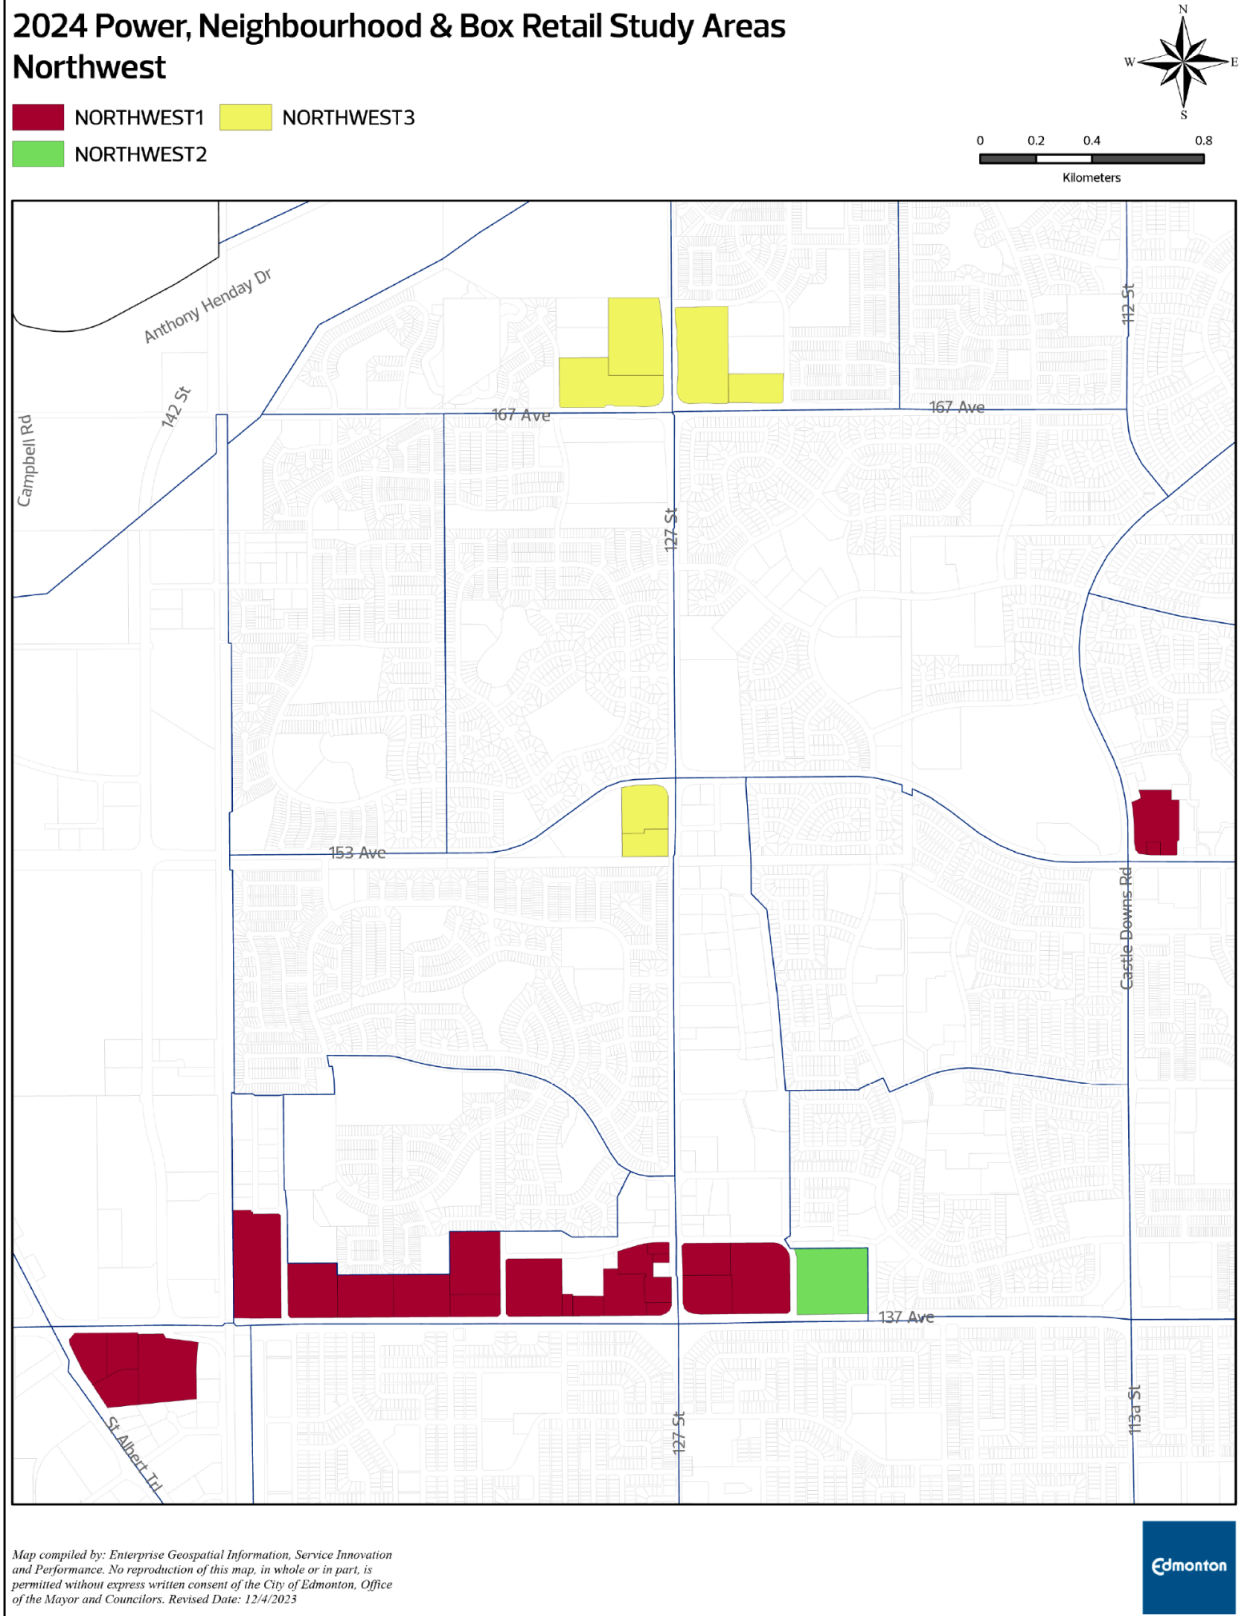 2024 Power, Neighbourhood & Box Retail Study Areas
Northwest
N
W E
S
NORTHWEST1 NORTHWEST3
NORTHWEST2
0 0.2 0.4 0.8
Kilometers
Anthony Henday Dr
112 St
142 St
167 Ave
167 Ave
Campbell Rd
127 St
153 Ave
Castle Downs Rd
137 Ave
St Albert Trl
127 St
113a St
Map compiled by: Enterprise Geospatial Information, Service Innovation
and Performance. No reproduction of this map, in whole or in part, is
permitted without express written consent of the City of Edmonton, Office
of the Mayor and Councilors. Revised Date: 12/4/2023
Edmonton